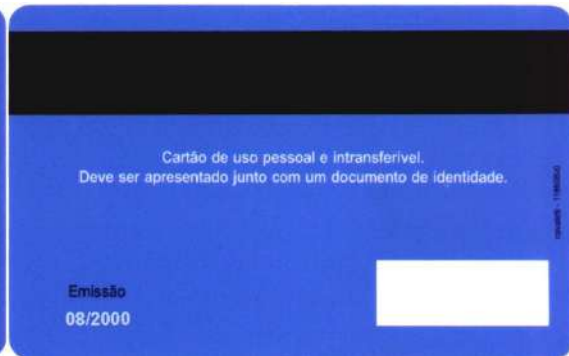 Cartão de uso pessoal e intransferível.
Deve ser apresentado junto com um documento de identidade.
Emissão
08/2000